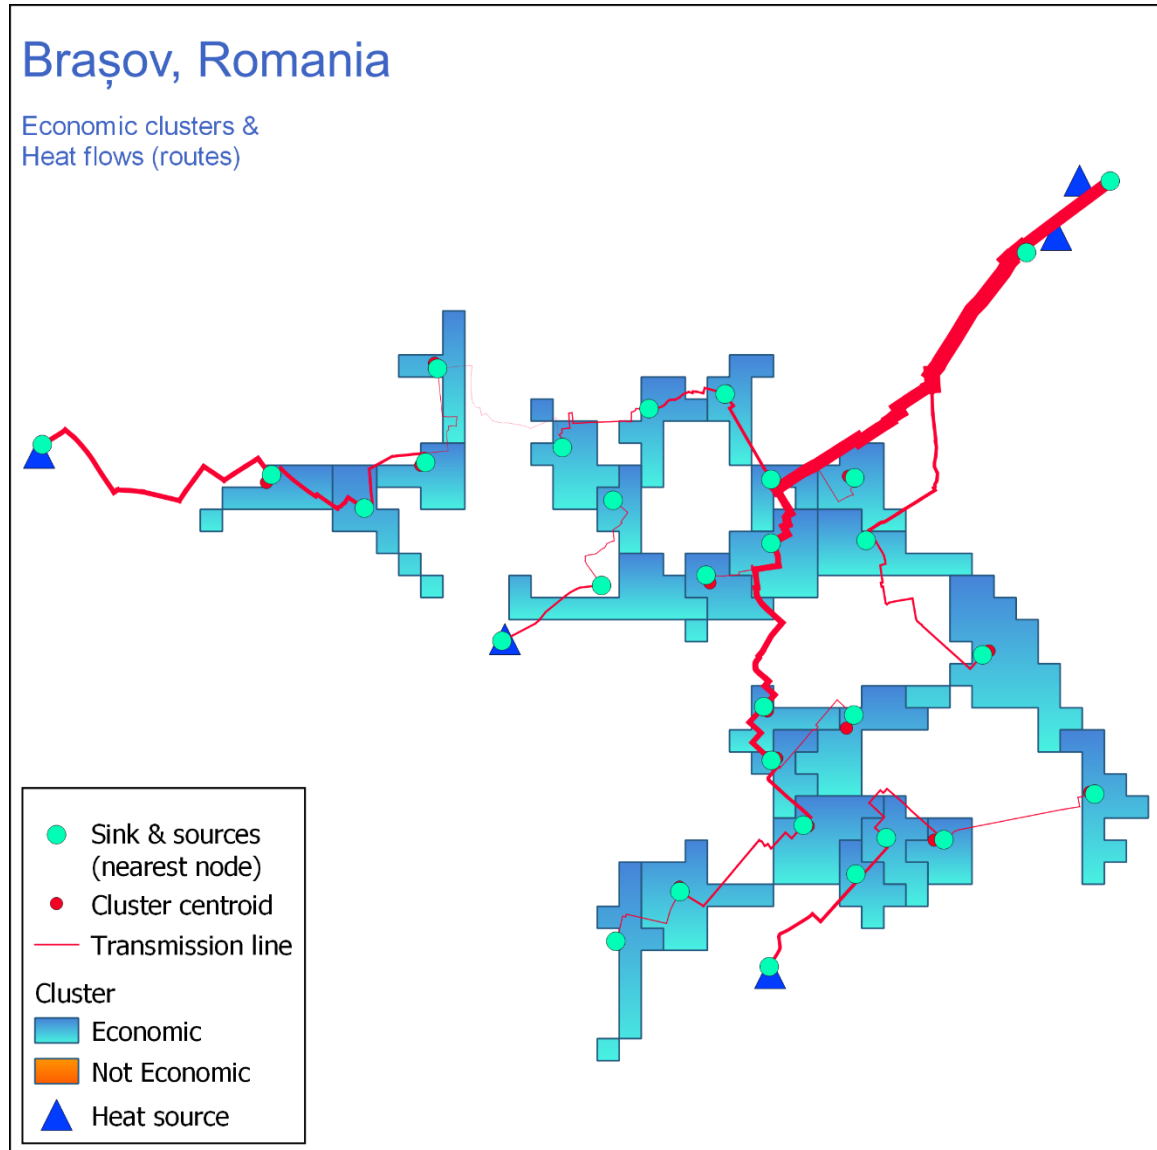 Brașov, Romania
Economic clusters &
Heat flows (routes)
Sink & sources
(nearest node)
Cluster centroid
Transmission line
Cluster
Economic
Not Economic
Heat source